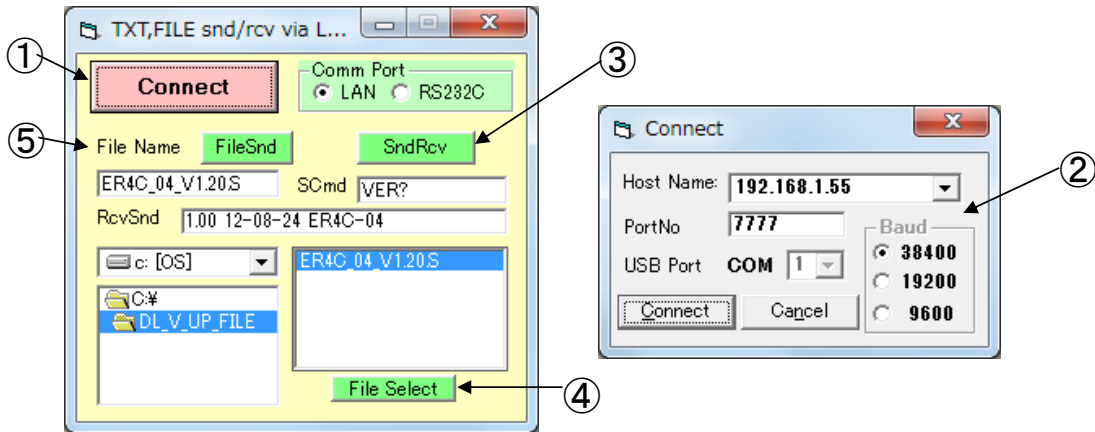 TXT,FILE snd/rcv via L...
①
Connect
Comm Port
LAN RS232C
③
⑤
File Name FileSnd SndRcv
ER4C_04_V1.20.S SCmd VER?
RcvSnd 1.00 12-08-24 ER4C-04
c: [OS]
C:¥
DL_V_UP_FILE
ER4C_04_V1.20.S
File Select
④
Connect
②
Host Name: 192.168.1.55
PortNo 7777
USB Port COM 1
Baud
38400
19200
9600
Connect Cancel